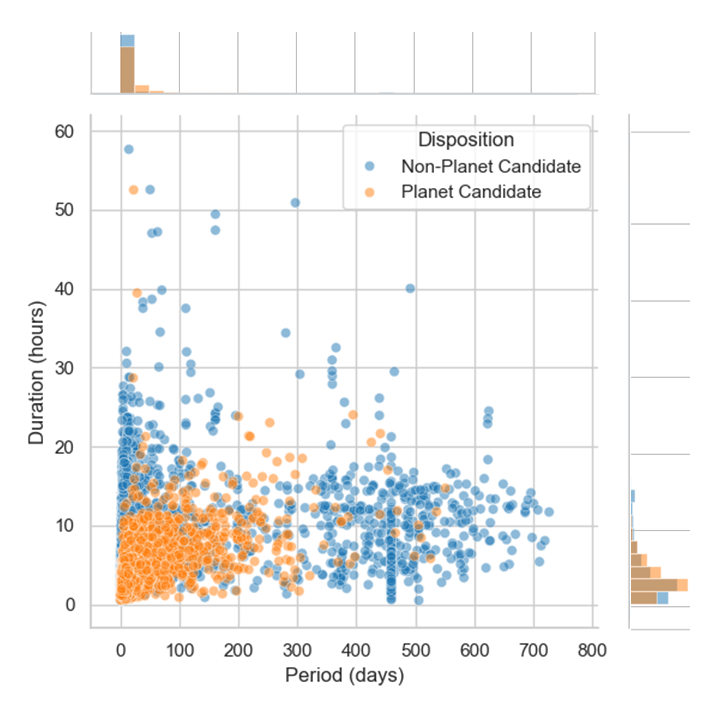 60
50
40
30
20
10
0
Duration (hours)
Disposition
Non-Planet Candidate
Planet Candidate
0 100 200 300 400 500 600 700 800
Period (days)